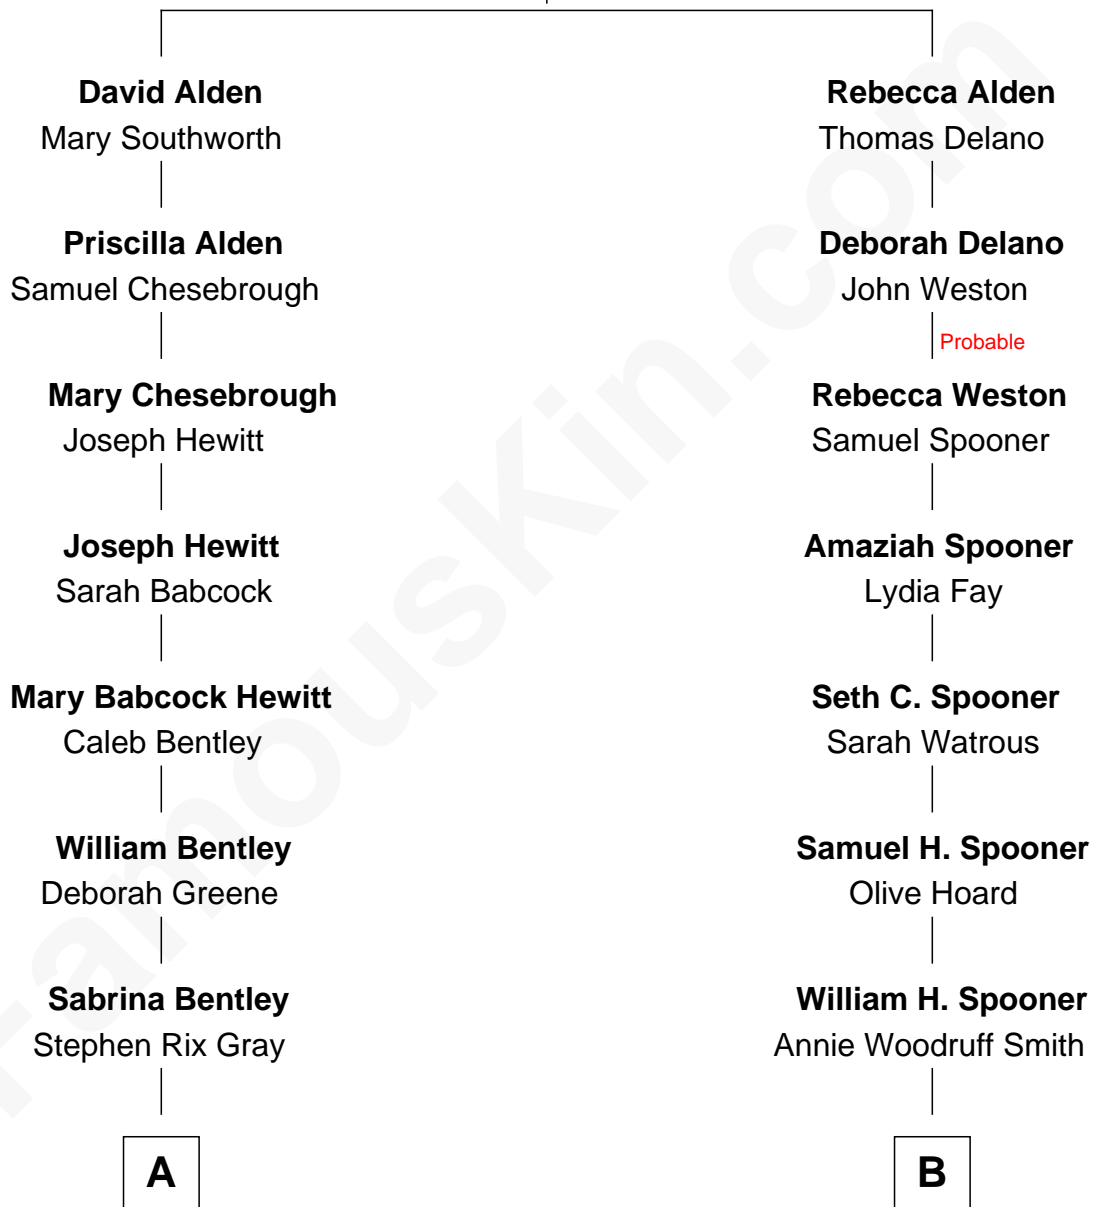 David Alden
Mary Southworth
Rebecca Alden
Thomas Delano
Priscilla Alden
Samuel Chesebrough
Deborah Delano
John Weston
Probable
Mary Chesebrough
Joseph Hewitt
Rebecca Weston
Samuel Spooner
Joseph Hewitt
Sarah Babcock
Amaziah Spooner
Lydia Fay
Mary Babcock Hewitt
Caleb Bentley
Seth C. Spooner
Sarah Watrous
William Bentley
Deborah Greene
Samuel H. Spooner
Olive Hoard
Sabrina Bentley
Stephen Rix Gray
William H. Spooner
Annie Woodruff Smith
A
B
FamousKin.com